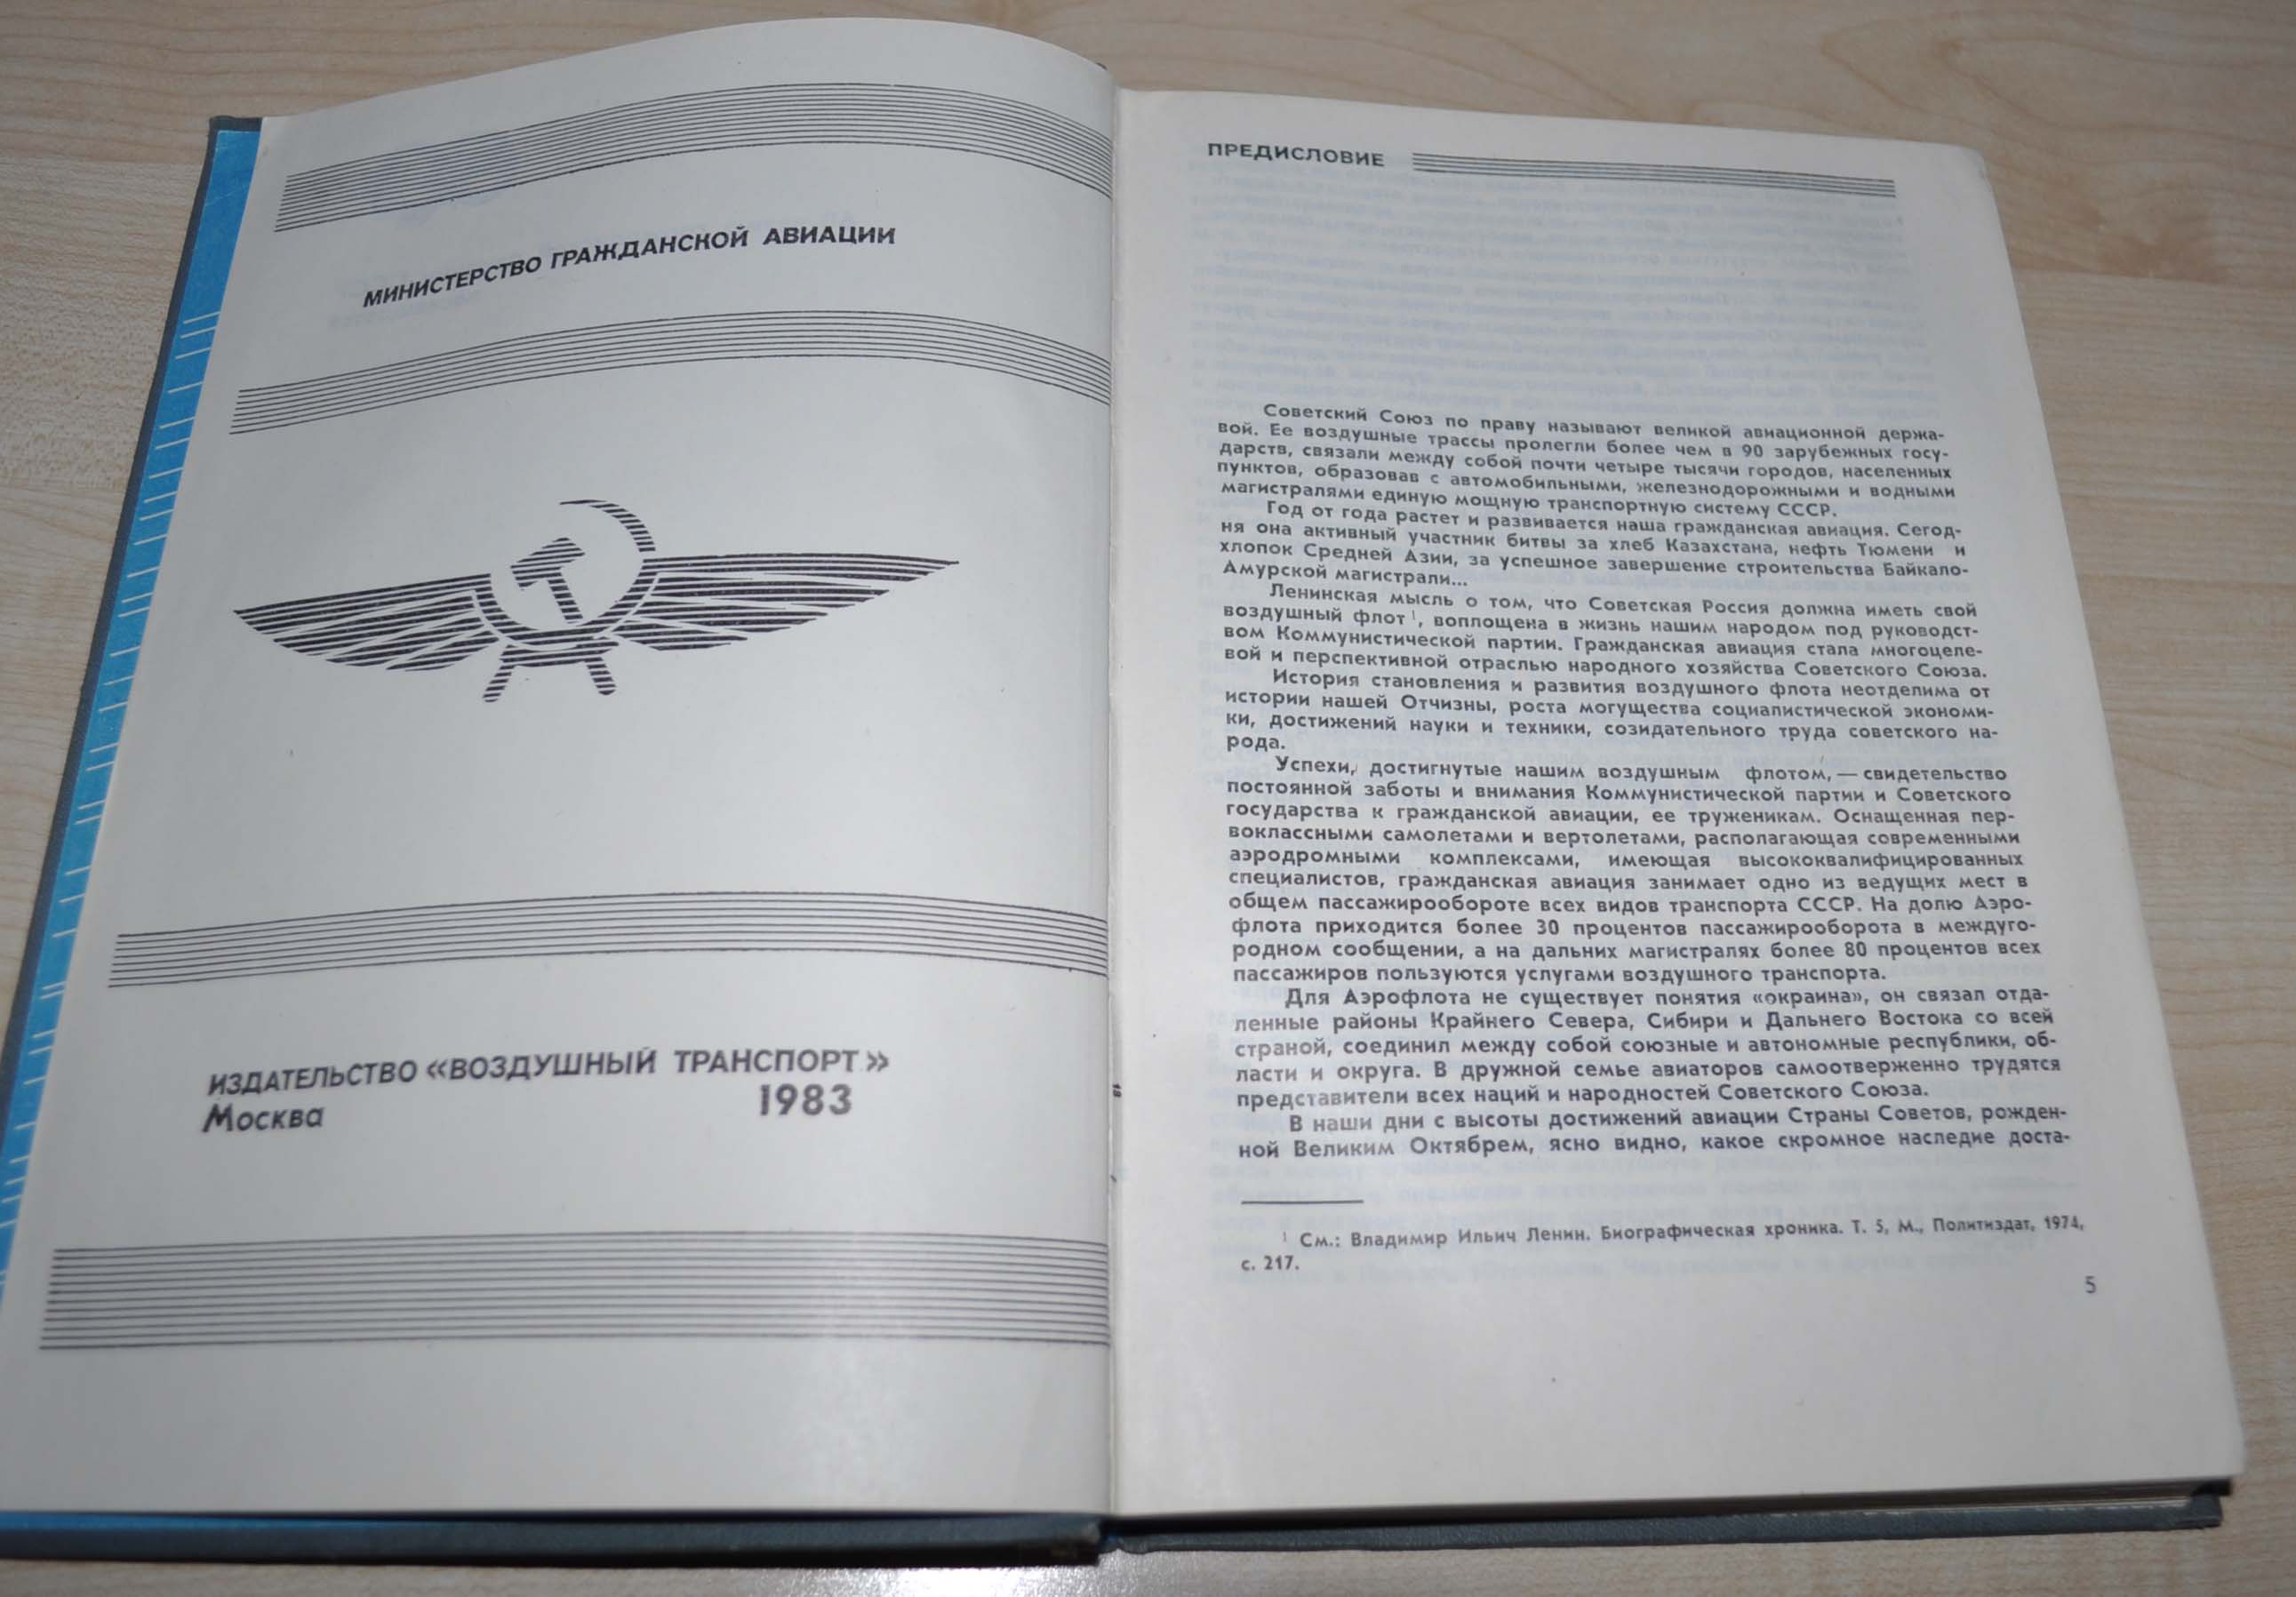 МИНИСТЕРСТВО ГРАЖДАНСКОЙ АВИАЦИИ
ИЗДАТЕЛЬСТВО «ВОЗДУШНЫЙ ТРАНСПОРТ»
Москва 1983
ПРЕДИСЛОВИЕ
Советский Союз по праву называют великой авиационной держа-
вой. Ее воздушные трассы пролегли более чем в 90 зарубежных госу-
дарств, связали между собой почти четыре тысячи городов, населенных
пунктов, образовав с автомобильными, железнодорожными и водными
магистралями единую мощную транспортную систему СССР.
Год от года растет и развивается наша гражданская авиация. Сегод-
ня она активный участник битвы за хлеб Казахстана, нефть Тюмени и
хлопок Средней Азии, за успешное завершение строительства Байкало-
Амурской магистрали...
Ленинская мысль о том, что Советская Россия должна иметь свой
воздушный флот ¹, воплощена в жизнь нашим народом под руководст-
вом Коммунистической партии. Гражданская авиация стала многоцеле-
вой и перспективной отраслью народного хозяйства Советского Союза.
История становления и развития воздушного флота неотделима от
истории нашей Отчизны, роста могущества социалистической экономи-
ки, достижений науки и техники, созидательного труда советского на-
рода.
Успехи, достигнутые нашим воздушным флотом, — свидетельство
постоянной заботы и внимания Коммунистической партии и Советского
государства к гражданской авиации, ее труженикам. Оснащенная пер-
воклассными самолетами и вертолетами, располагающая современными
аэродромными комплексами, имеющая высококвалифицированных
специалистов, гражданская авиация занимает одно из ведущих мест в
общем пассажирообороте всех видов транспорта СССР. На долю Аэро-
флота приходится более 30 процентов пассажирооборота в междуго-
родном сообщении, а на дальних магистралях более 80 процентов всех
пассажиров пользуются услугами воздушного транспорта.
Для Аэрофлота не существует понятия «окраина», он связал отда-
ленные районы Крайнего Севера, Сибири и Дальнего Востока со всей
страной, соединил между собой союзные и автономные республики, об-
ласти и округа. В дружной семье авиаторов самоотверженно трудятся
представители всех наций и народностей Советского Союза.
В наши дни с высоты достижений авиации Страны Советов, рожден-
ной Великим Октябрем, ясно видно, какое скромное наследие доста-
¹ См.: Владимир Ильич Ленин. Биографическая хроника. Т. 5, М., Политиздат, 1974,
с. 217.
5